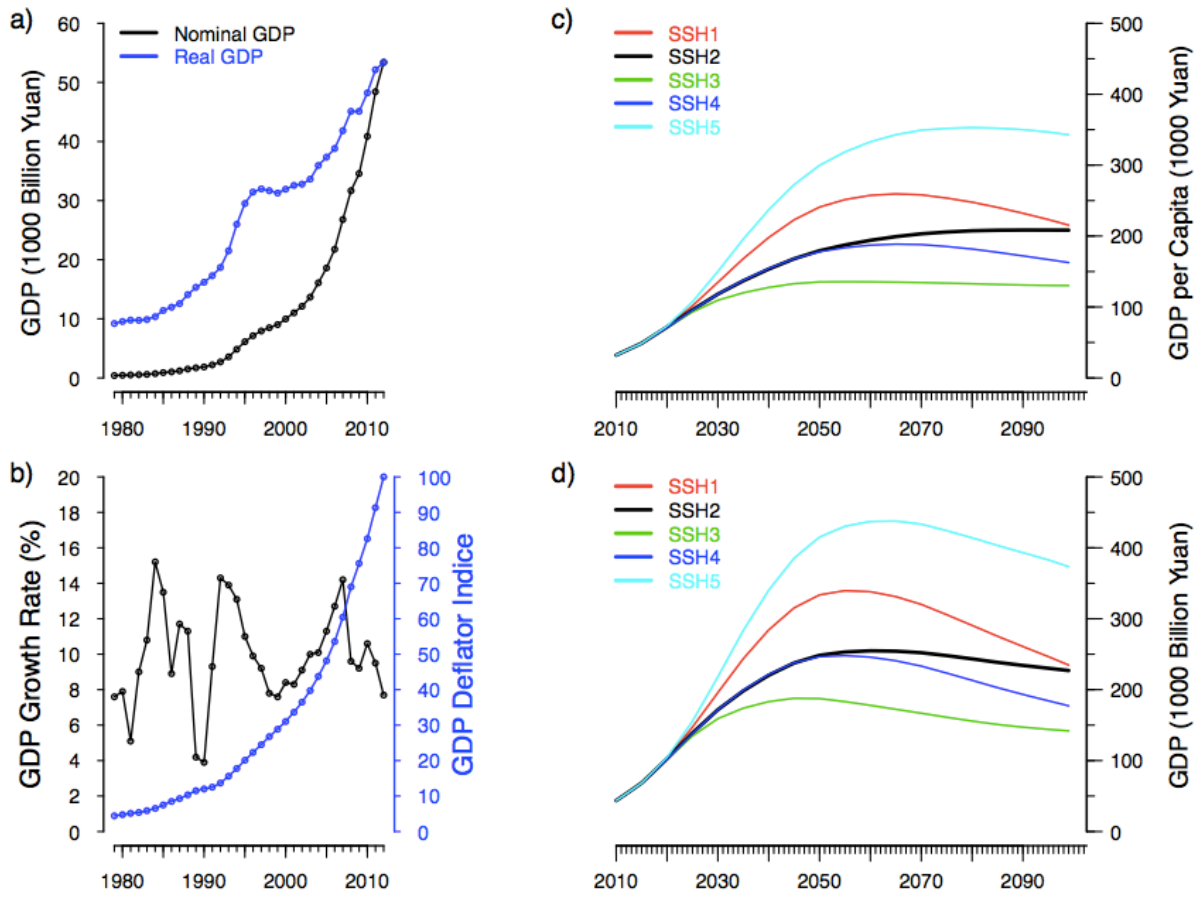 a)
GDP (1000 Billion Yuan)
60
50
40
30
20
10
0
Nominal GDP
Real GDP
1980 1990 2000 2010
c)
SSH1
SSH2
SSH3
SSH4
SSH5
500
400
300
200
100
0
GDP per Capita (1000 Yuan)
2010 2030 2050 2070 2090
b)
GDP Growth Rate (%)
20
18
16
14
12
10
8
6
4
2
0
100
90
80
70
60
50
40
30
20
10
0
GDP Deflator Indice
1980 1990 2000 2010
d)
SSH1
SSH2
SSH3
SSH4
SSH5
500
400
300
200
100
0
GDP (1000 Billion Yuan)
2010 2030 2050 2070 2090